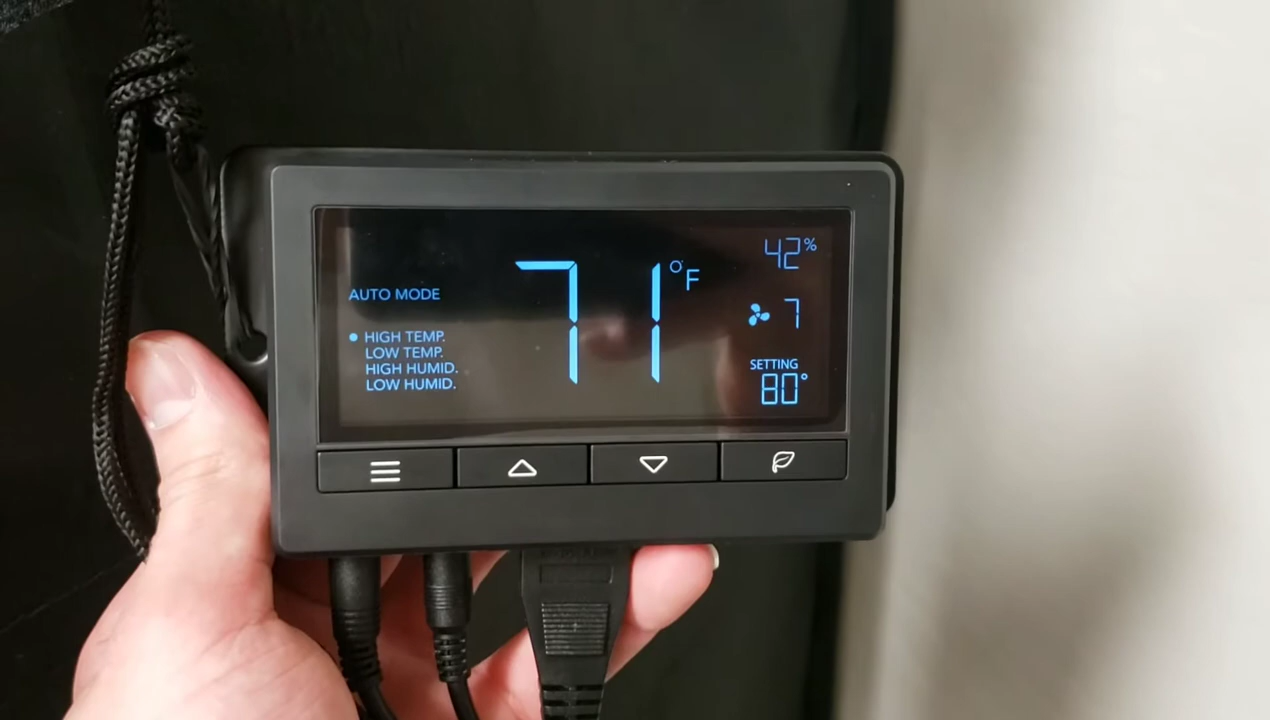 AUTO MODE
HIGH TEMP.
LOW TEMP.
HIGH HUMID.
LOW HUMID.
71°F
42%
7
SETTING
80°